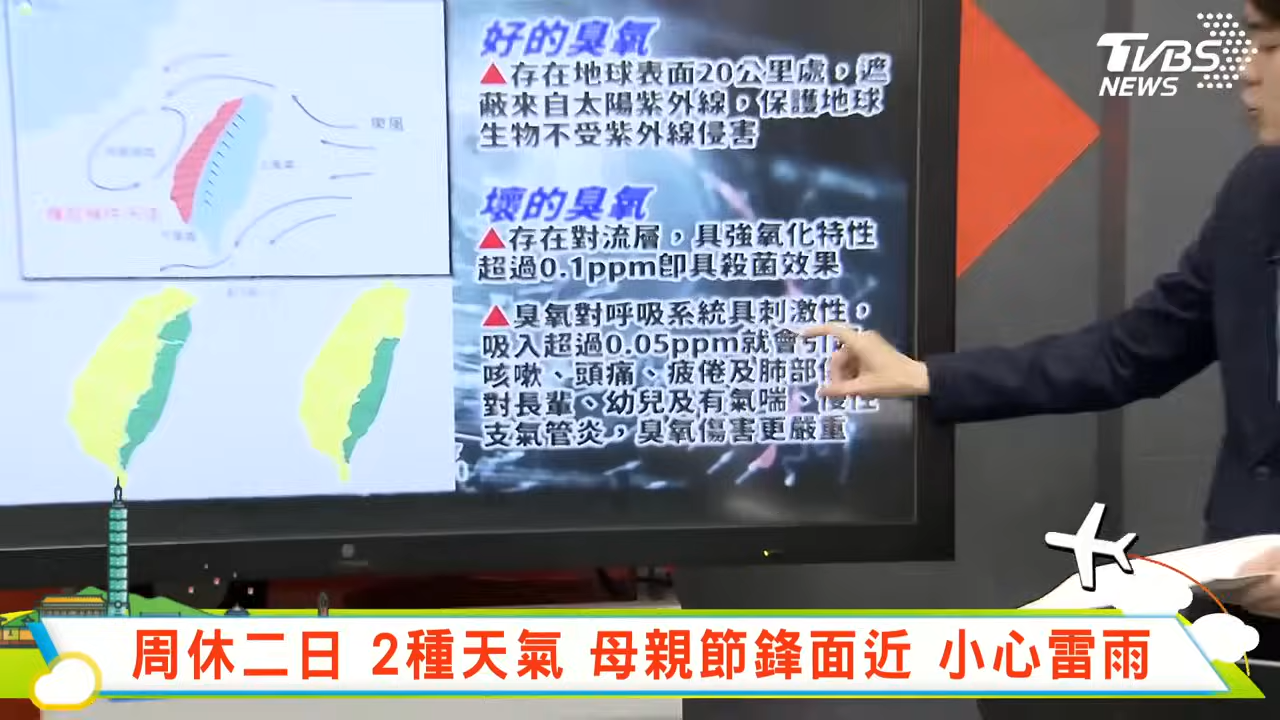 TVBS
NEWS
好的臭氧
▲存在地球表面20公里處，遮
蔽來自太陽紫外線，保護地球
生物不受紫外線侵害
東風
壞的臭氧
▲存在對流層，具強氧化特性
超過0.1ppm即具殺菌效果
▲臭氧對呼吸系統具刺激性，
吸入超過0.05ppm就會引
咳嗽、頭痛、疲倦及肺部
對長輩、幼兒及有氣喘、慢性
支氣管炎，臭氧傷害更嚴重
周休二日 2種天氣 母親節鋒面近 小心雷雨